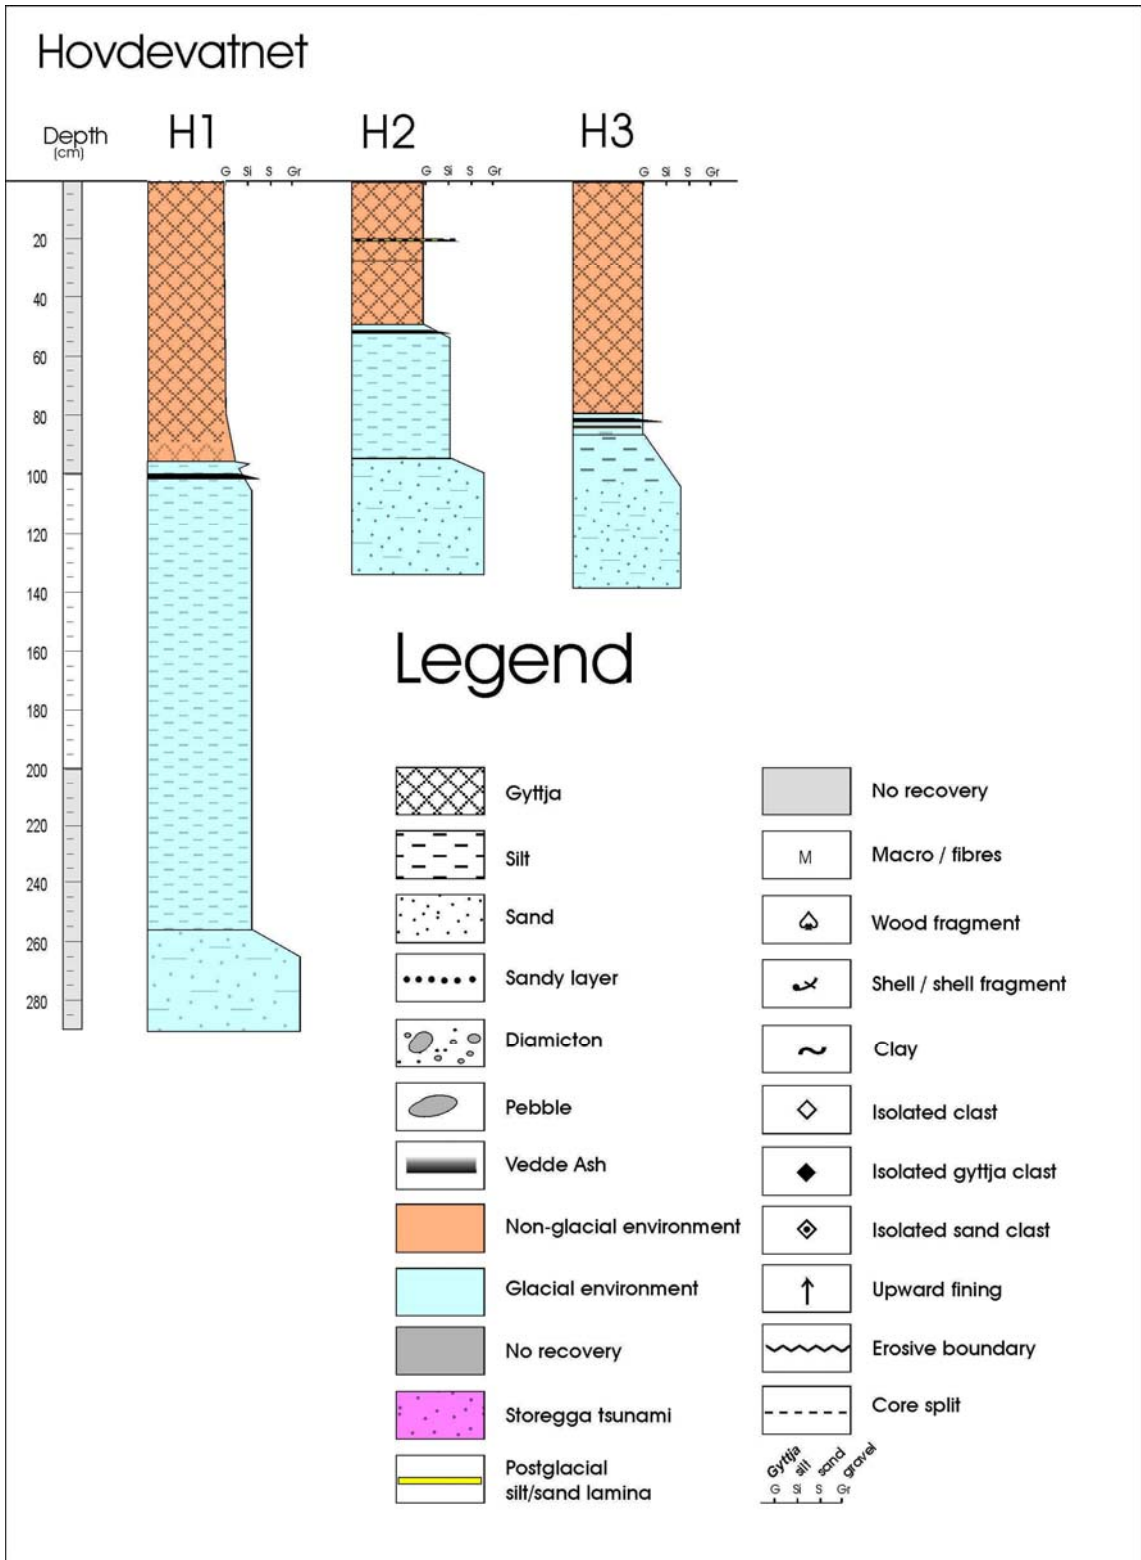 Hovdevatnet
Depth
(cm)
H1
H2
H3
G Si S Gr
G Si S Gr
G Si S Gr
20
40
60
80
100
120
140
160
180
200
220
240
260
280
Legend
Gyttja
Silt
Sand
Sandy layer
Diamicton
Pebble
Vedde Ash
Non-glacial environment
Glacial environment
No recovery
Storegga tsunami
Postglacial
silt/sand lamina
No recovery
M
Macro / fibres
Wood fragment
Shell / shell fragment
Clay
Isolated clast
Isolated gyttja clast
Isolated sand clast
Upward fining
Erosive boundary
Core split
Gyttja
silt
sand
gravel
G Si S Gr